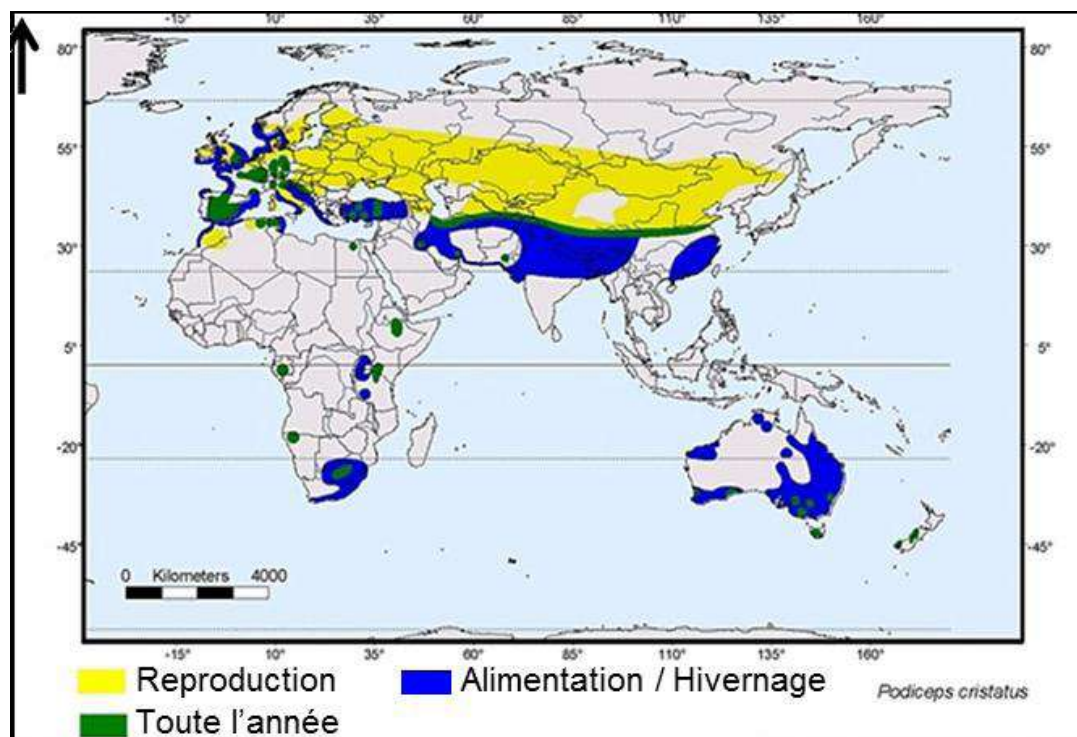 -15° 10° 35° 60° 85° 110° 135° 160°
80° 80°
55° 55°
30° 30°
5° 5°
-20° -20°
-45° -45°
0 Kilometers 4000
-15° 10° 35° 60° 85° 110° 135° 160°
Reproduction Alimentation / Hivernage Podiceps cristatus
Toute l'année